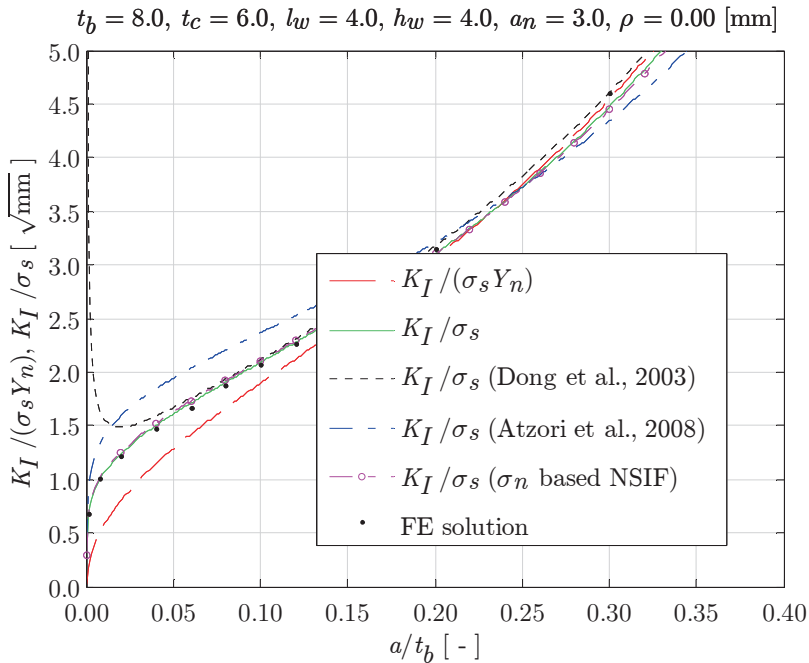 t_b = 8.0, t_c = 6.0, l_w = 4.0, h_w = 4.0, a_n = 3.0, ρ = 0.00 [mm]
K_I/(σ_sY_n), K_I/σ_s [ √mm ]
5.0
4.5
4.0
3.5
3.0
2.5
2.0
1.5
1.0
0.5
0.0
K_I/(σ_sY_n)
K_I/σ_s
K_I/σ_s (Dong et al., 2003)
K_I/σ_s (Atzori et al., 2008)
K_I/σ_s (σ_n based NSIF)
FE solution
0.00 0.05 0.10 0.15 0.20 0.25 0.30 0.35 0.40
a/t_b [ - ]